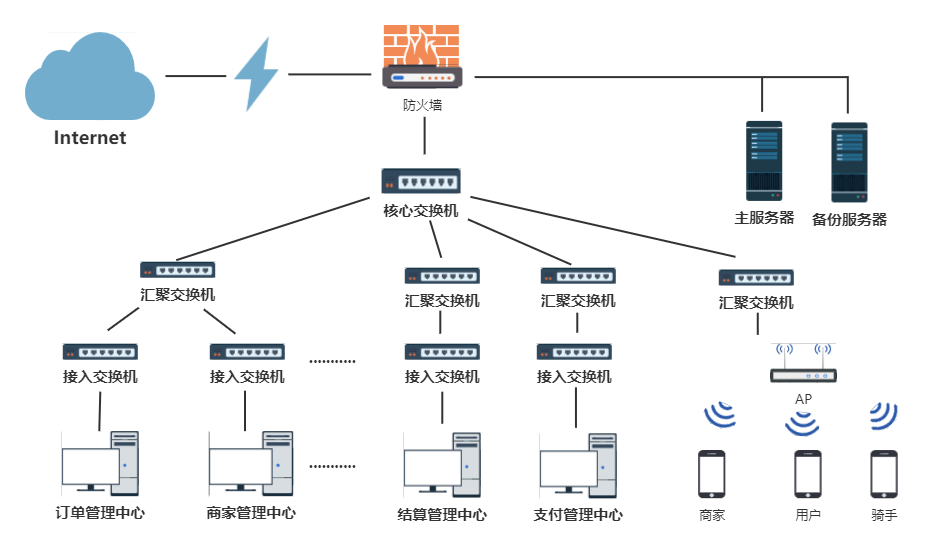 Internet
防火墙
主服务器
备份服务器
核心交换机
汇聚交换机
汇聚交换机
汇聚交换机
汇聚交换机
接入交换机
接入交换机
...........
接入交换机
接入交换机
AP
...........
订单管理中心
商家管理中心
结算管理中心
支付管理中心
商家
用户
骑手